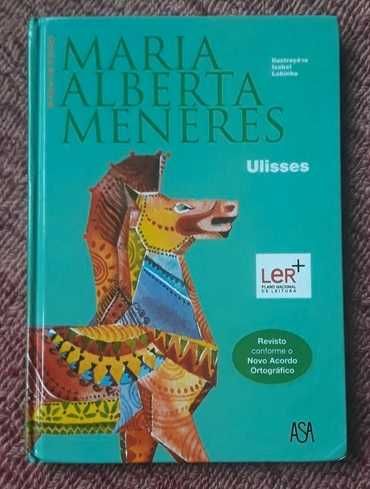 MARIA
ALBERTA
MENÉRES
Ilustrações
Isabel
Lobinho
Ulisses
LeR+
PLANO NACIONAL
DE LEITURA
Revisto
conforme o
Novo Acordo
Ortográfico
ASA